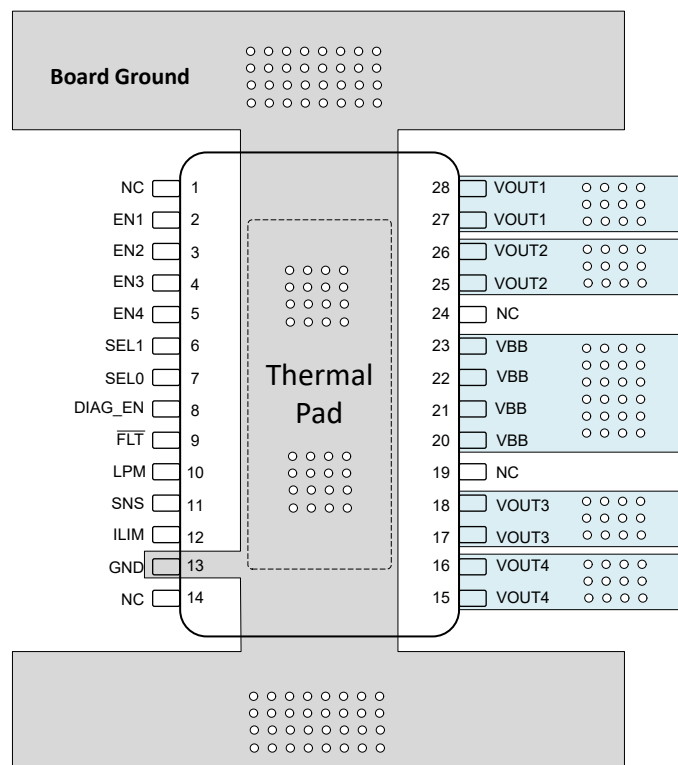 Board Ground
NC 1 28 VOUT1
EN1 2 27 VOUT1
EN2 3 26 VOUT2
EN3 4 25 VOUT2
EN4 5 24 NC
SEL1 6 23 VBB
SEL0 7 22 VBB
DIAG_EN 8 21 VBB
FLT 9 20 VBB
LPM 10 19 NC
SNS 11 18 VOUT3
ILIM 12 17 VOUT3
GND 13 16 VOUT4
NC 14 15 VOUT4
Thermal
Pad